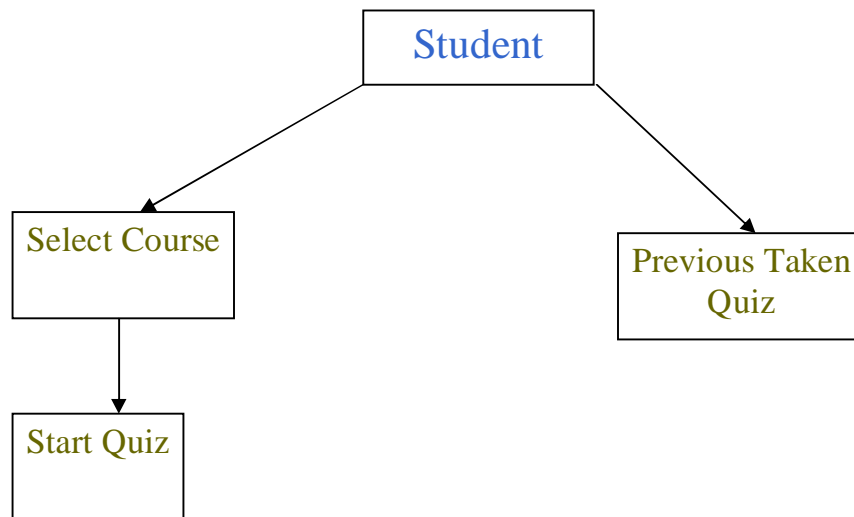 Student
Select Course
Previous Taken
Quiz
Start Quiz